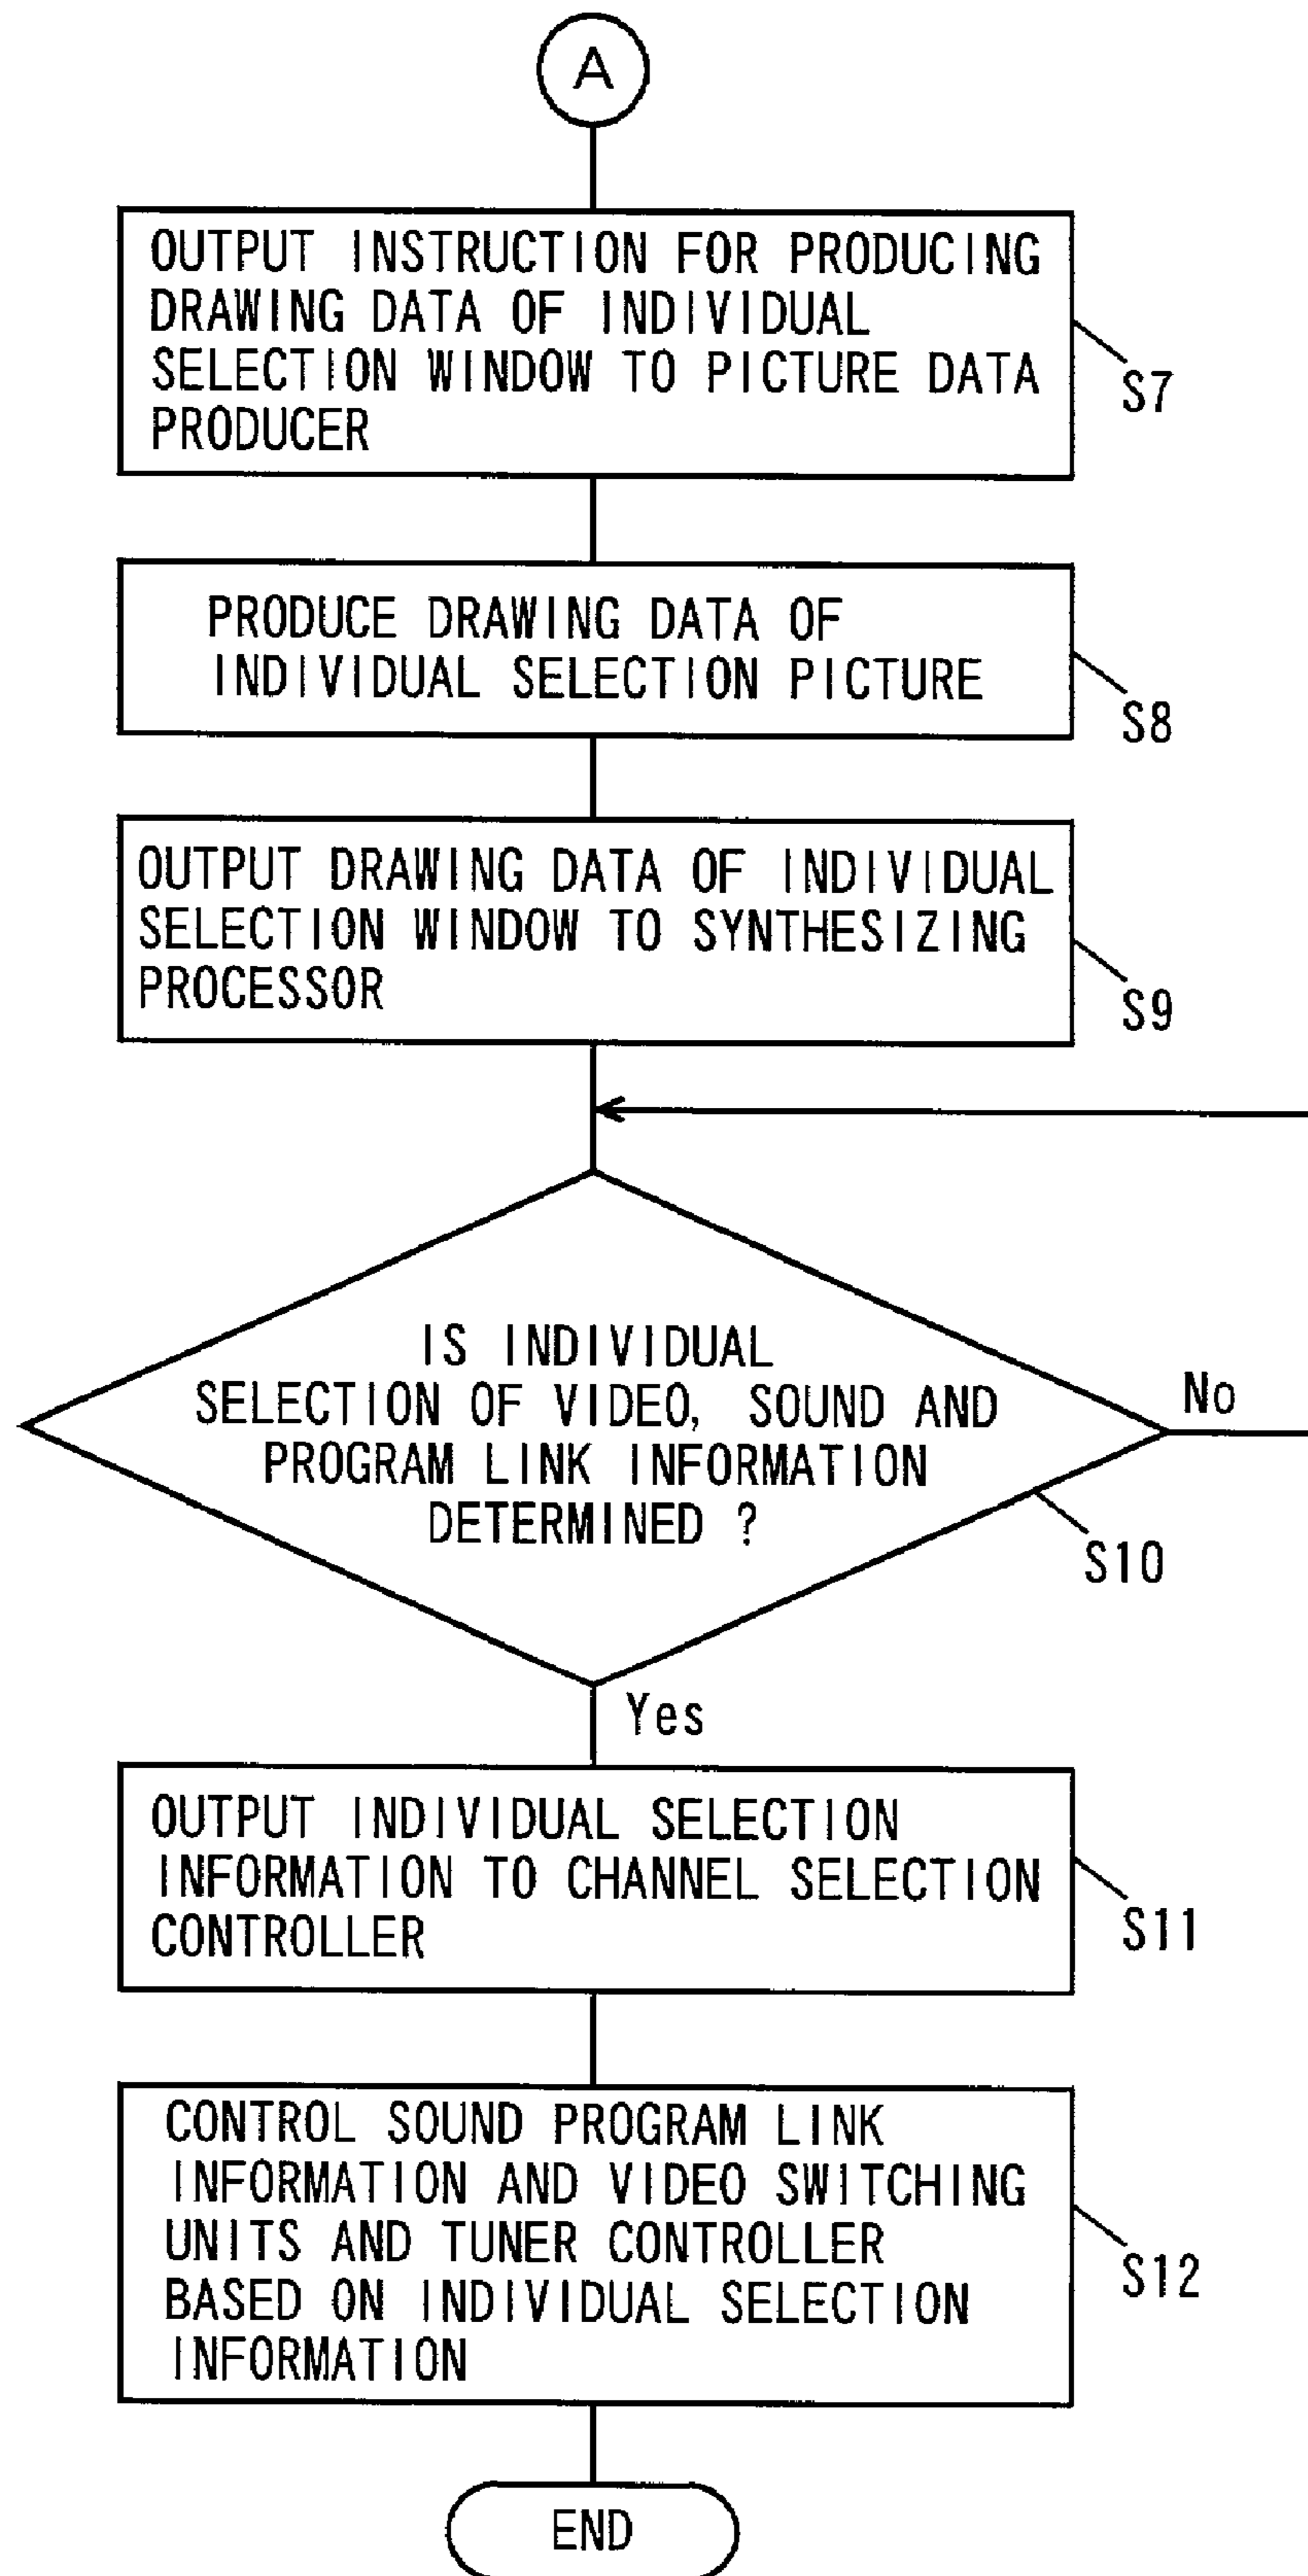 A
OUTPUT INSTRUCTION FOR PRODUCING
DRAWING DATA OF INDIVIDUAL
SELECTION WINDOW TO PICTURE DATA
PRODUCER
S7
PRODUCE DRAWING DATA OF
INDIVIDUAL SELECTION PICTURE
S8
OUTPUT DRAWING DATA OF INDIVIDUAL
SELECTION WINDOW TO SYNTHESIZING
PROCESSOR
S9
IS INDIVIDUAL
SELECTION OF VIDEO, SOUND AND
PROGRAM LINK INFORMATION
DETERMINED ?
No
S10
Yes
OUTPUT INDIVIDUAL SELECTION
INFORMATION TO CHANNEL SELECTION
CONTROLLER
S11
CONTROL SOUND PROGRAM LINK
INFORMATION AND VIDEO SWITCHING
UNITS AND TUNER CONTROLLER
BASED ON INDIVIDUAL SELECTION
INFORMATION
S12
END